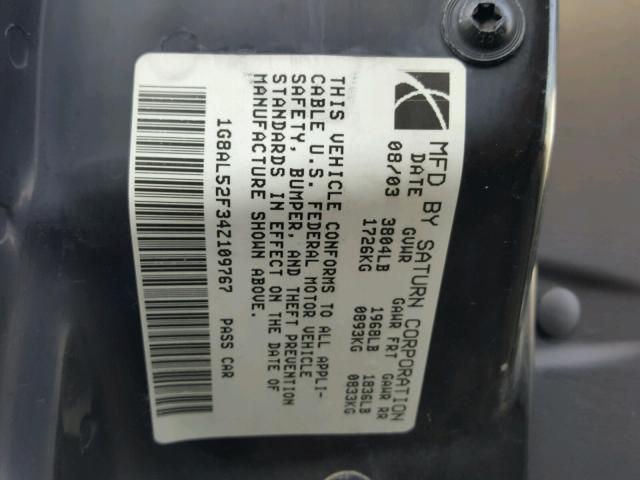 MFD BY SATURN CORPORATION
DATE GVWR GAWR FRT GAWR RR
08/03 3804LB 1968LB 1836LB
1726KG 0893KG 0833KG
THIS VEHICLE CONFORMS TO ALL APPLI-
CABLE U.S. FEDERAL MOTOR VEHICLE
SAFETY, BUMPER, AND THEFT PREVENTION
STANDARDS IN EFFECT ON THE DATE OF
MANUFACTURE SHOWN ABOVE.
1G8AL52F34Z109767 PASS CAR